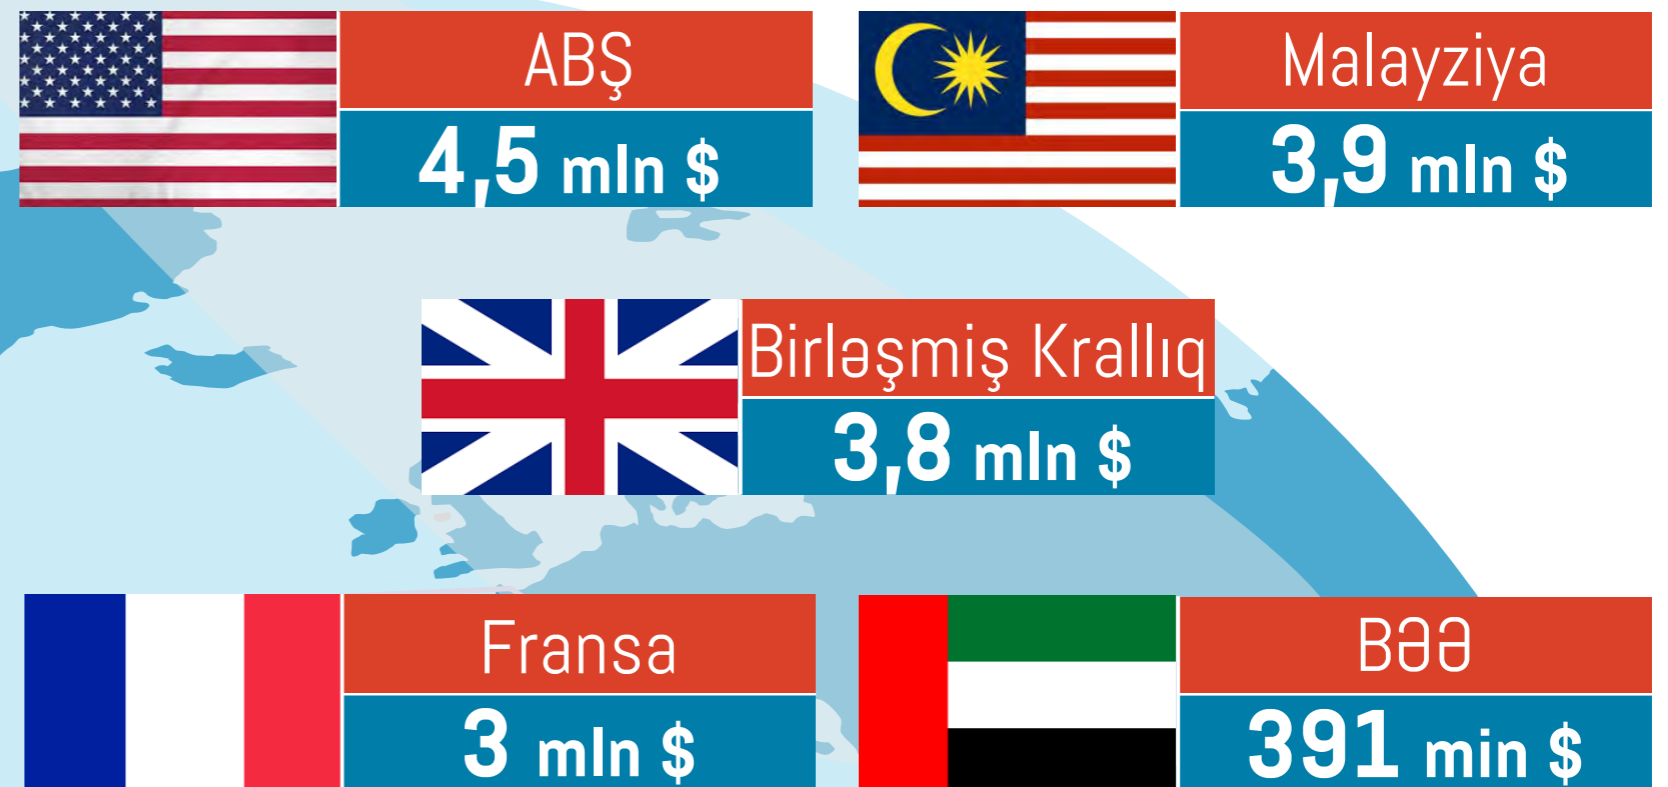 ABŞ
4,5 mln $
Malayziya
3,9 mln $
Birləşmiş Krallıq
3,8 mln $
Fransa
3 mln $
BƏƏ
391 min $